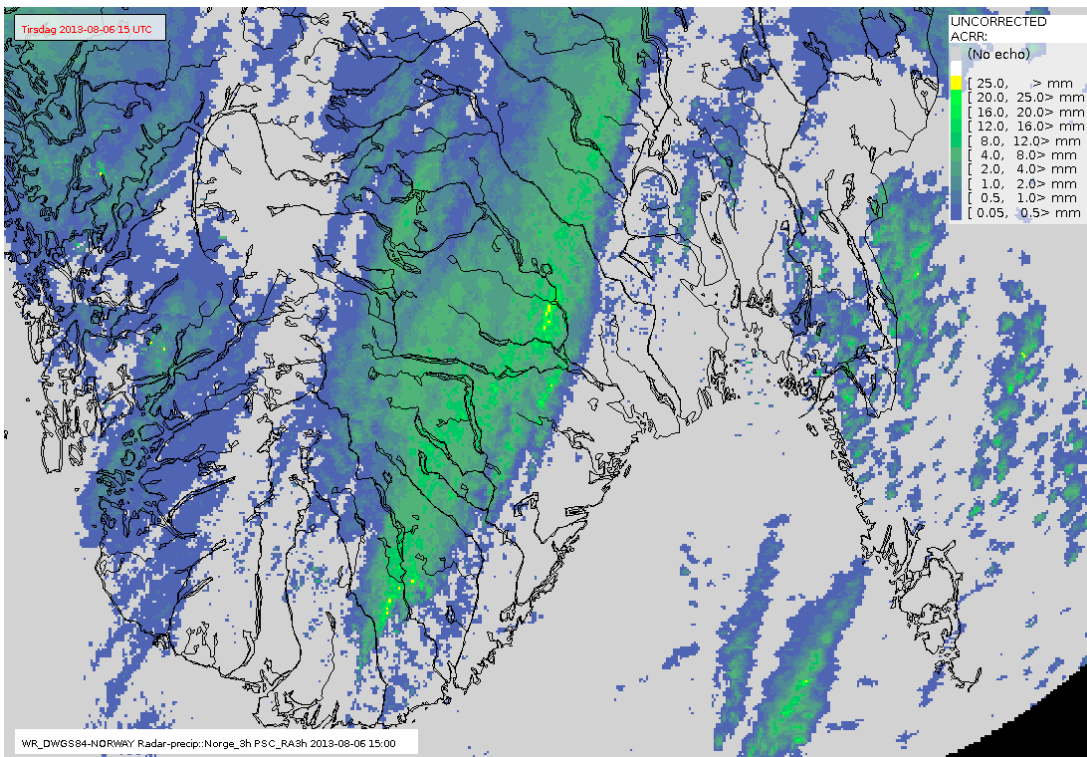 Tirsdag 2013-08-06 15 UTC
UNCORRECTED
ACRR:
(No echo)
[ 25.0,      > mm
[ 20.0,  25.0> mm
[ 16.0,  20.0> mm
[ 12.0,  16.0> mm
[ 8.0,  12.0> mm
[ 4.0,   8.0> mm
[ 2.0,   4.0> mm
[ 1.0,   2.0> mm
[ 0.5,   1.0> mm
[ 0.05,   0.5> mm
WR_DWGS84-NORWAY Radar-precip::Norge_3h PSC_RA3h 2013-08-06 15:00